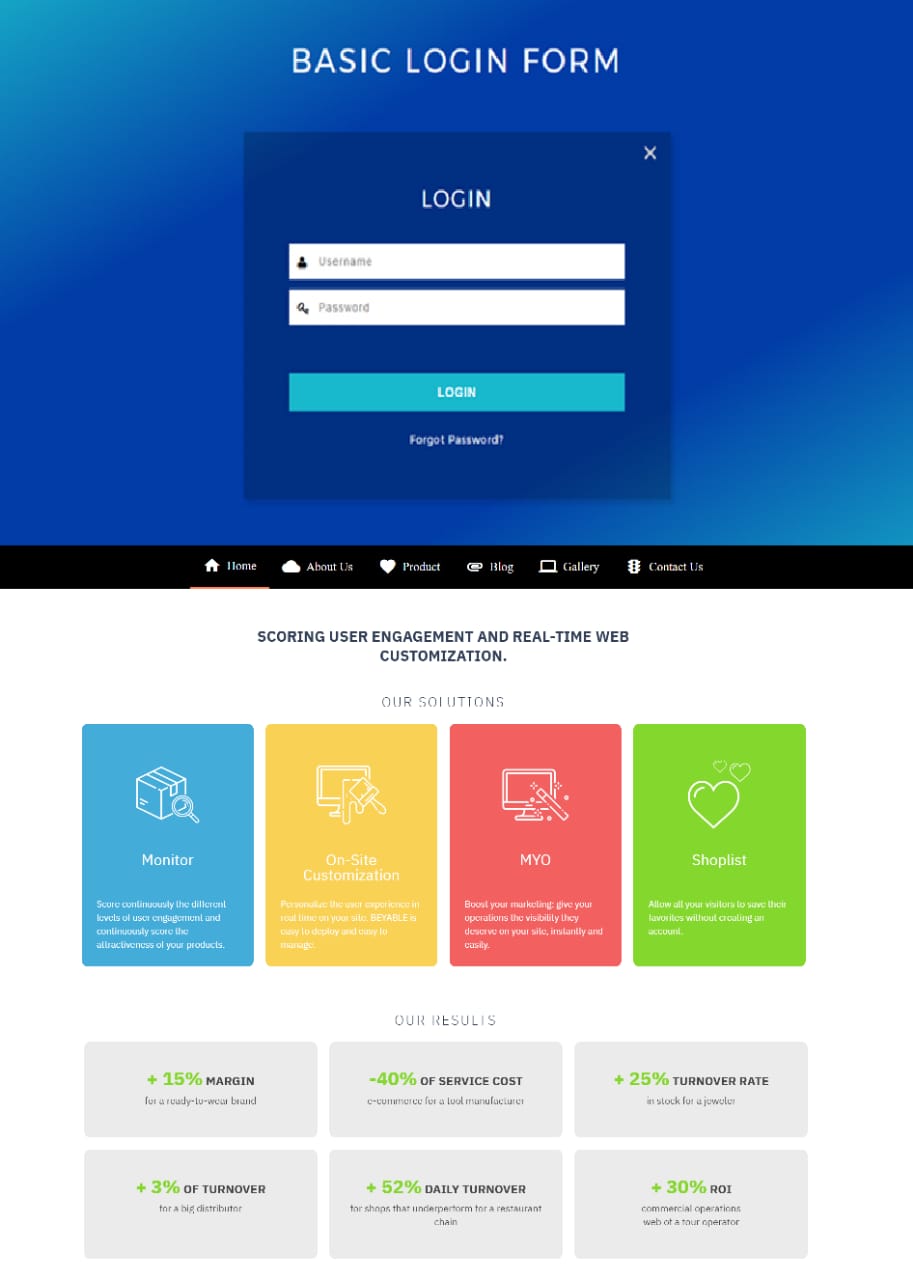 BASIC LOGIN FORM
LOGIN
Username
Password
LOGIN
Forgot Password?
Home About Us Product Blog Gallery Contact Us
SCORING USER ENGAGEMENT AND REAL-TIME WEB
CUSTOMIZATION.
OUR SOLUTIONS
Monitor
Score continuously the different
levels of user engagement and
continuously score the
attractiveness of your products.
On-Site
Customization
Personalize the user experience in
real time on your site. BEYABLE is
easy to deploy and easy to
manage.
MYO
Boost your marketing: give your
operations the visibility they
deserve on your site, instantly and
easily.
Shoplist
Allow all your visitors to save their
favorites without creating an
account.
OUR RESULTS
+ 15% MARGIN
for a ready-to-wear brand
-40% OF SERVICE COST
e-commerce for a tool manufacturer
+ 25% TURNOVER RATE
in stock for a jeweler
+ 3% OF TURNOVER
for a big distributor
+ 52% DAILY TURNOVER
for shops that underperform for a restaurant
chain
+ 30% ROI
commercial operations
web of a tour operator